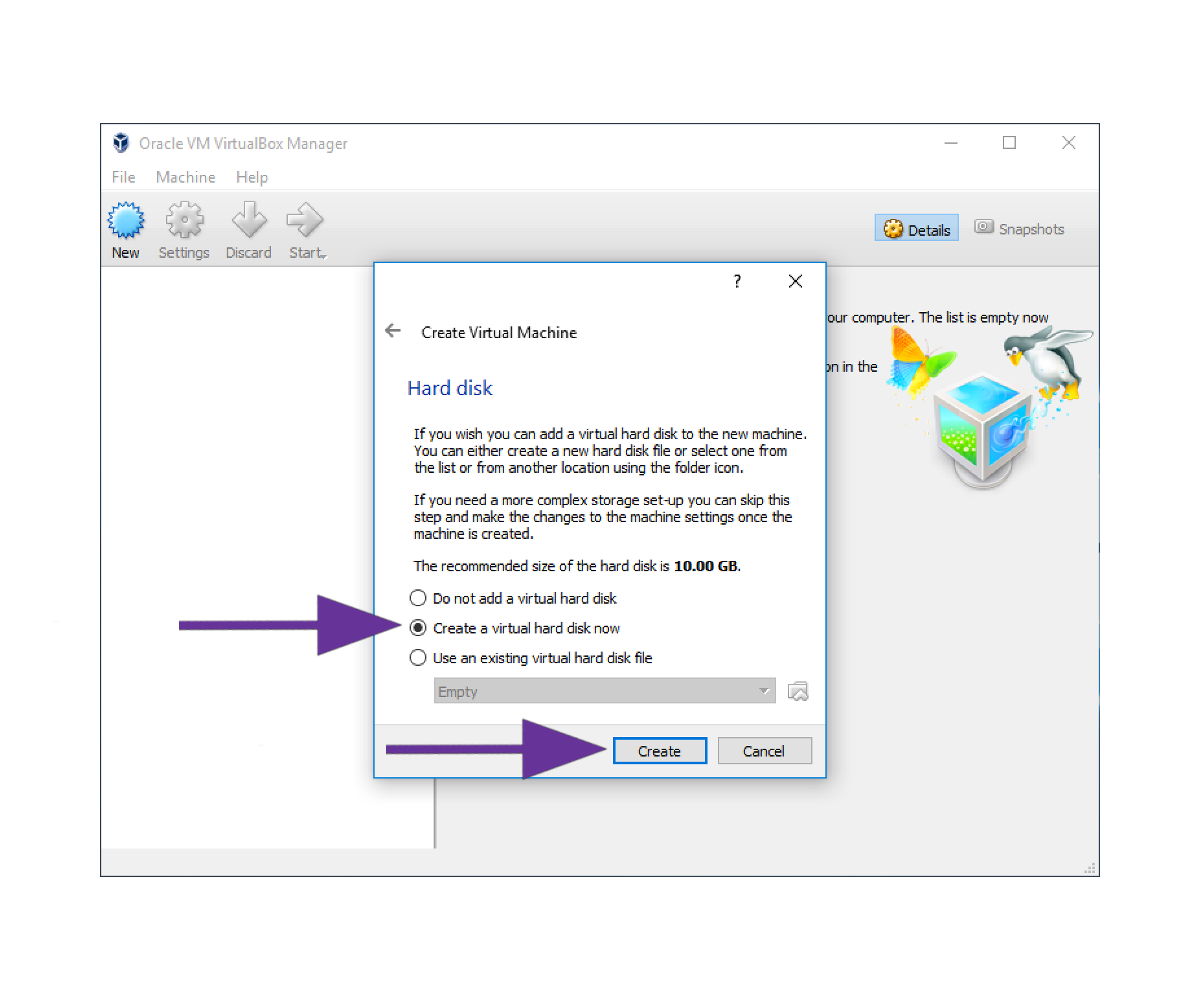 Oracle VM VirtualBox Manager
File Machine Help
New Settings Discard Start
Details Snapshots
our computer. The list is empty now
on in the
?
Create Virtual Machine
Hard disk
If you wish you can add a virtual hard disk to the new machine.
You can either create a new hard disk file or select one from
the list or from another location using the folder icon.
If you need a more complex storage set-up you can skip this
step and make the changes to the machine settings once the
machine is created.
The recommended size of the hard disk is 10.00 GB.
Do not add a virtual hard disk
Create a virtual hard disk now
Use an existing virtual hard disk file
Empty
Create Cancel